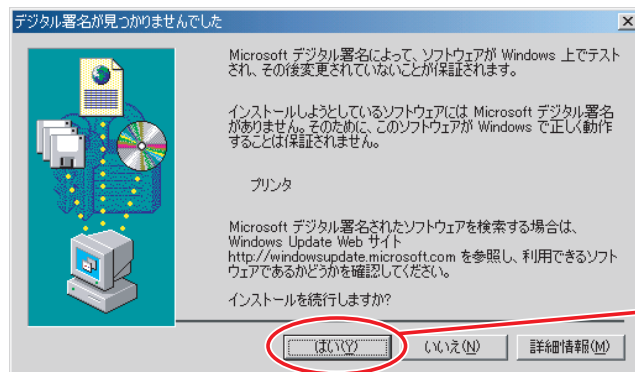 デジタル署名が見つかりませんでした
Microsoft デジタル署名によって、ソフトウェアが Windows 上でテスト
され、その後変更されていないことが保証されます。
インストールしようとしているソフトウェアには Microsoft デジタル署名
がありません。そのために、このソフトウェアが Windows で正しく動作
することは保証されません。
プリンタ
Microsoft デジタル署名されたソフトウェアを検索する場合は、
Windows Update Web サイト
http://windowsupdate.microsoft.com を参照し、利用できるソフト
ウェアであるかどうかを確認してください。
インストールを続行しますか?
はい(Y)
いいえ(N)
詳細情報(M)